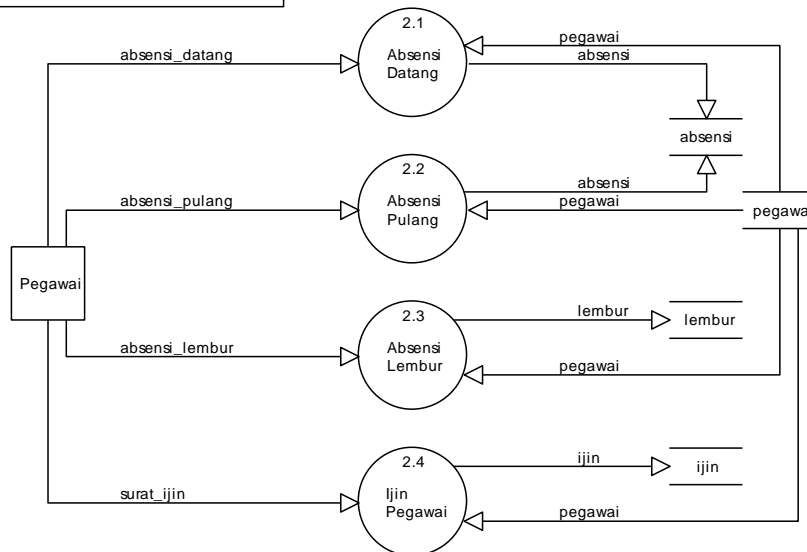 2.1
pegawai
absensi_datang
Absensi
Datang
absensi
absensi
2.2
absensi_pulang
Absensi
Pulang
absensi
pegawai
pegawa
Pegawai
2.3
absensi_lembur
Absensi
Lembur
lembur
lembur
pegawai
2.4
surat_ijin
Ijin
Pegawai
ijin
ijin
pegawai